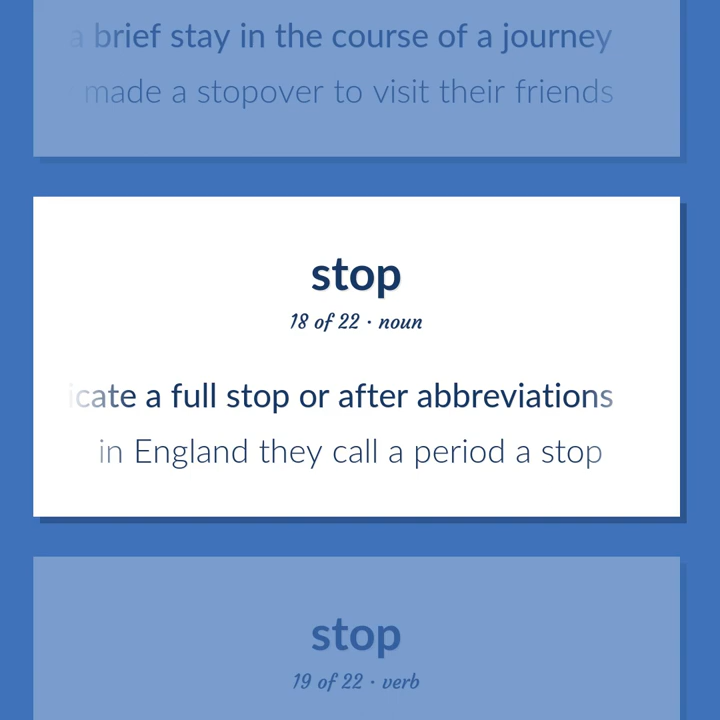 a brief stay in the course of a journey
made a stopover to visit their friends
stop
18 of 22 · noun
icate a full stop or after abbreviations
in England they call a period a stop
stop
19 of 22 · verb